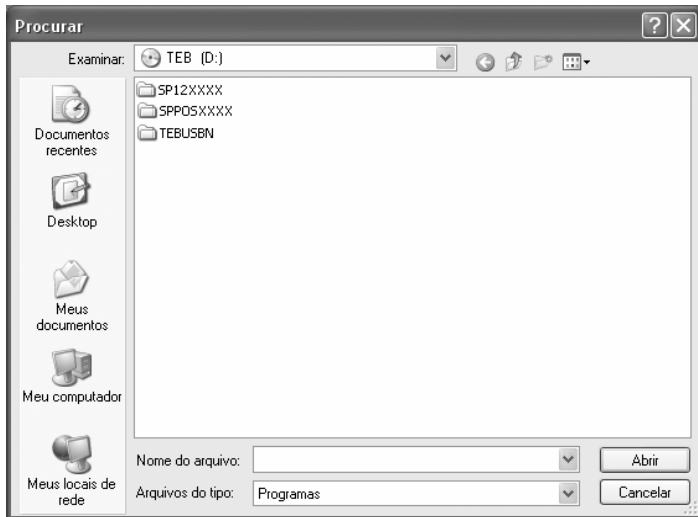 Procurar
Examinar: TEB (D:)
SP12XXXX
SPPOSXXXX
TEBUSBN
Documentos
recentes
Desktop
Meus
documentos
Meu computador
Meus locais de
rede
Nome do arquivo:
Abrir
Arquivos do tipo: Programas
Cancelar